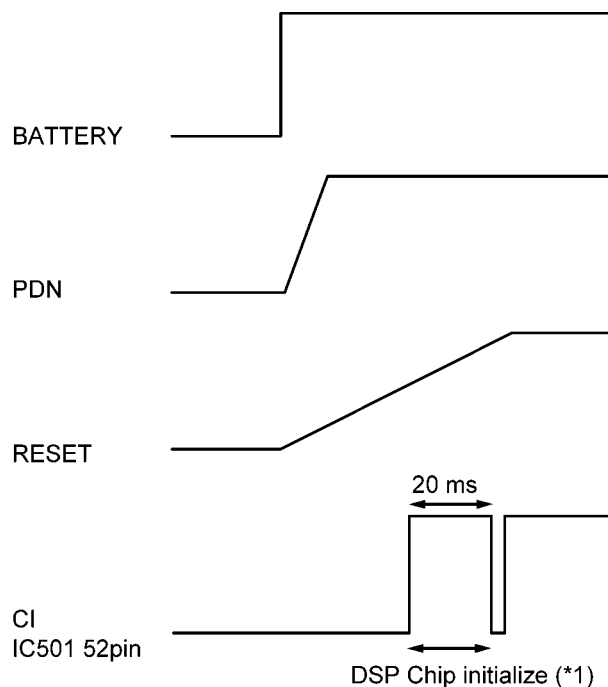 BATTERY
PDN
RESET
20 ms
CI
IC501 52pin
DSP Chip initialize (*1)